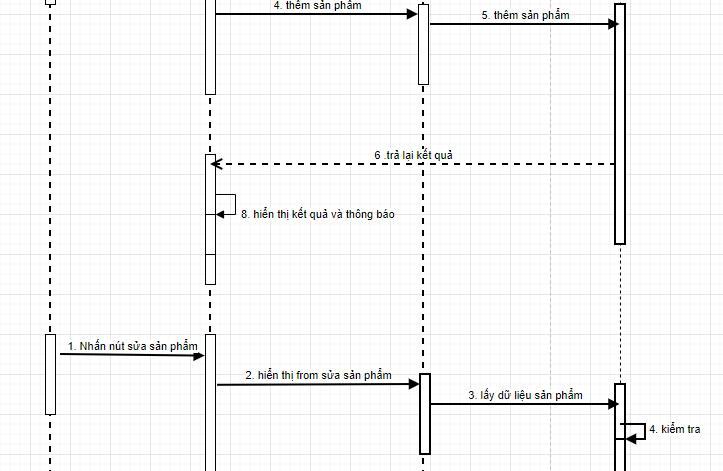 4. thêm sản phẩm
5. thêm sản phẩm
6 .trả lại kết quả
8. hiển thị kết quả và thông báo
1. Nhấn nút sửa sản phẩm
2. hiển thị from sửa sản phẩm
3. lấy dữ liệu sản phẩm
4. kiểm tra